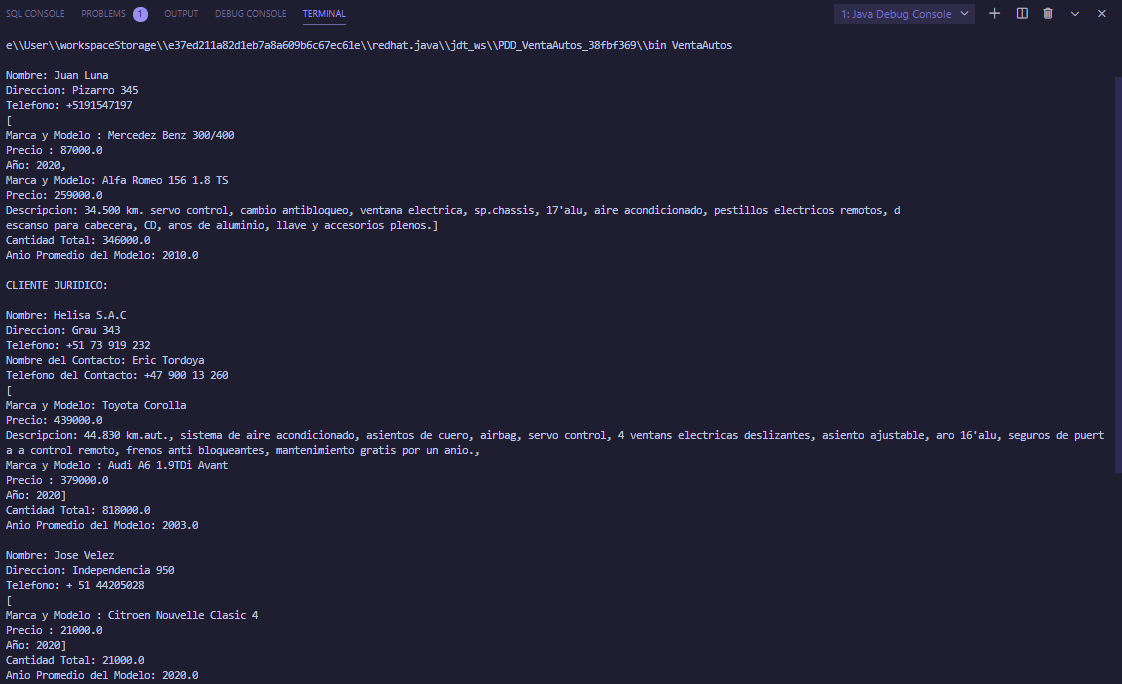 SQL CONSOLE PROBLEMS 1 OUTPUT DEBUG CONSOLE TERMINAL 1: Java Debug Console
e\\User\\workspaceStorage\\e37ed211a82d1eb7a8a609b6c67ec61e\\redhat.java\\jdt_ws\\PDD_VentaAutos_38fbf369\\bin VentaAutos
Nombre: Juan Luna
Direccion: Pizarro 345
Telefono: +5191547197
[
Marca y Modelo : Mercedez Benz 300/400
Precio : 87000.0
Año: 2020,
Marca y Modelo: Alfa Romeo 156 1.8 TS
Precio: 259000.0
Descripcion: 34.500 km. servo control, cambio antibloqueo, ventana electrica, sp.chassis, 17'alu, aire acondicionado, pestillos electricos remotos, d
escanso para cabecera, CD, aros de aluminio, llave y accesorios plenos.]
Cantidad Total: 346000.0
Anio Promedio del Modelo: 2010.0
CLIENTE JURIDICO:
Nombre: Helisa S.A.C
Direccion: Grau 343
Telefono: +51 73 919 232
Nombre del Contacto: Eric Tordoya
Telefono del Contacto: +47 900 13 260
[
Marca y Modelo: Toyota Corolla
Precio: 439000.0
Descripcion: 44.830 km.aut., sistema de aire acondicionado, asientos de cuero, airbag, servo control, 4 ventans electricas deslizantes, asiento ajustable, aro 16'alu, seguros de puert
a a control remoto, frenos anti bloqueantes, mantenimiento gratis por un anio.,
Marca y Modelo : Audi A6 1.9TDi Avant
Precio : 379000.0
Año: 2020]
Cantidad Total: 818000.0
Anio Promedio del Modelo: 2003.0
Nombre: Jose Velez
Direccion: Independencia 950
Telefono: + 51 44205028
[
Marca y Modelo : Citroen Nouvelle Clasic 4
Precio : 21000.0
Año: 2020]
Cantidad Total: 21000.0
Anio Promedio del Modelo: 2020.0